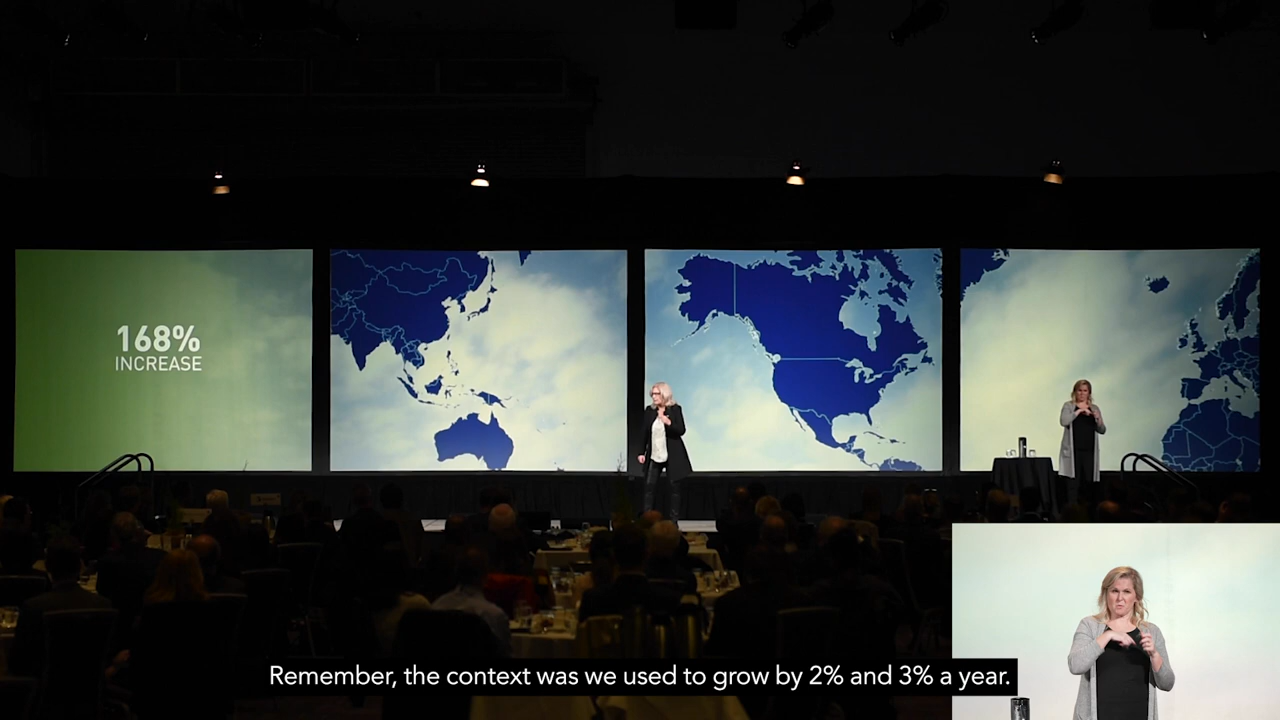 168%
INCREASE
Remember, the context was we used to grow by 2% and 3% a year.